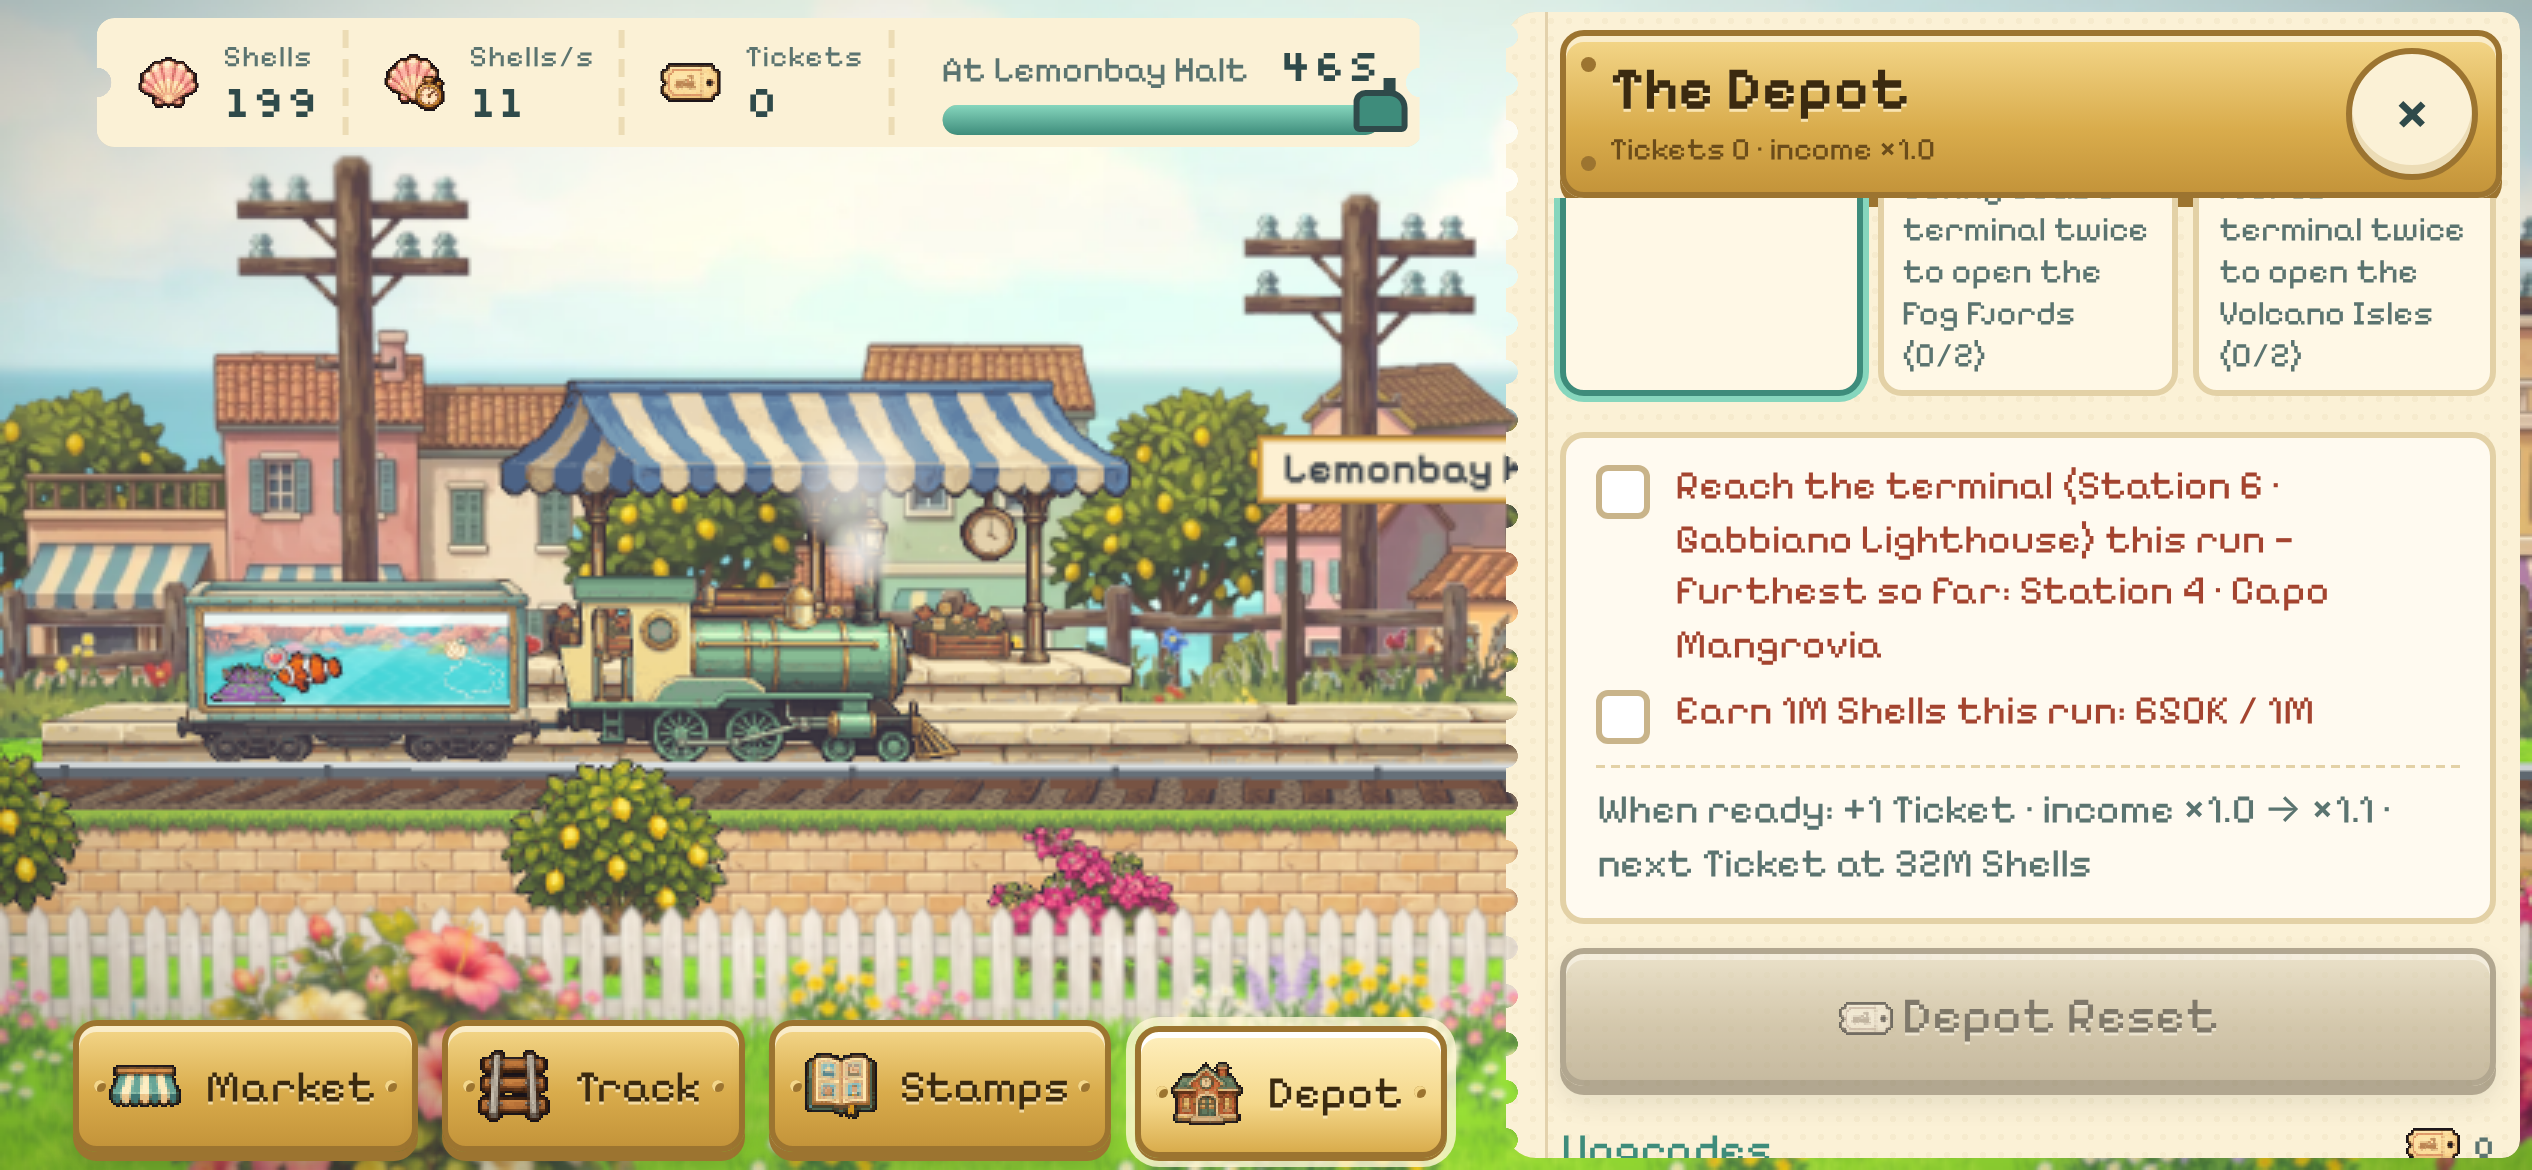 Shells
199
Shells/s
11
Tickets
0
At Lemonbay Halt 465
The Depot
Tickets 0 · income ×1.0
×
terminal twice
to open the
Fog Fjords
(0/2)
terminal twice
to open the
Volcano Isles
(0/2)
Lemonbay
Reach the terminal (Station 6 ·
Gabbiano Lighthouse) this run –
furthest so far: Station 4 · Capo
Mangrovia
Earn 1M Shells this run: 690K / 1M
When ready: +1 Ticket · income ×1.0 → ×1.1 ·
next Ticket at 32M Shells
Depot Reset
Upgrades 0
Market
Track
Stamps
Depot